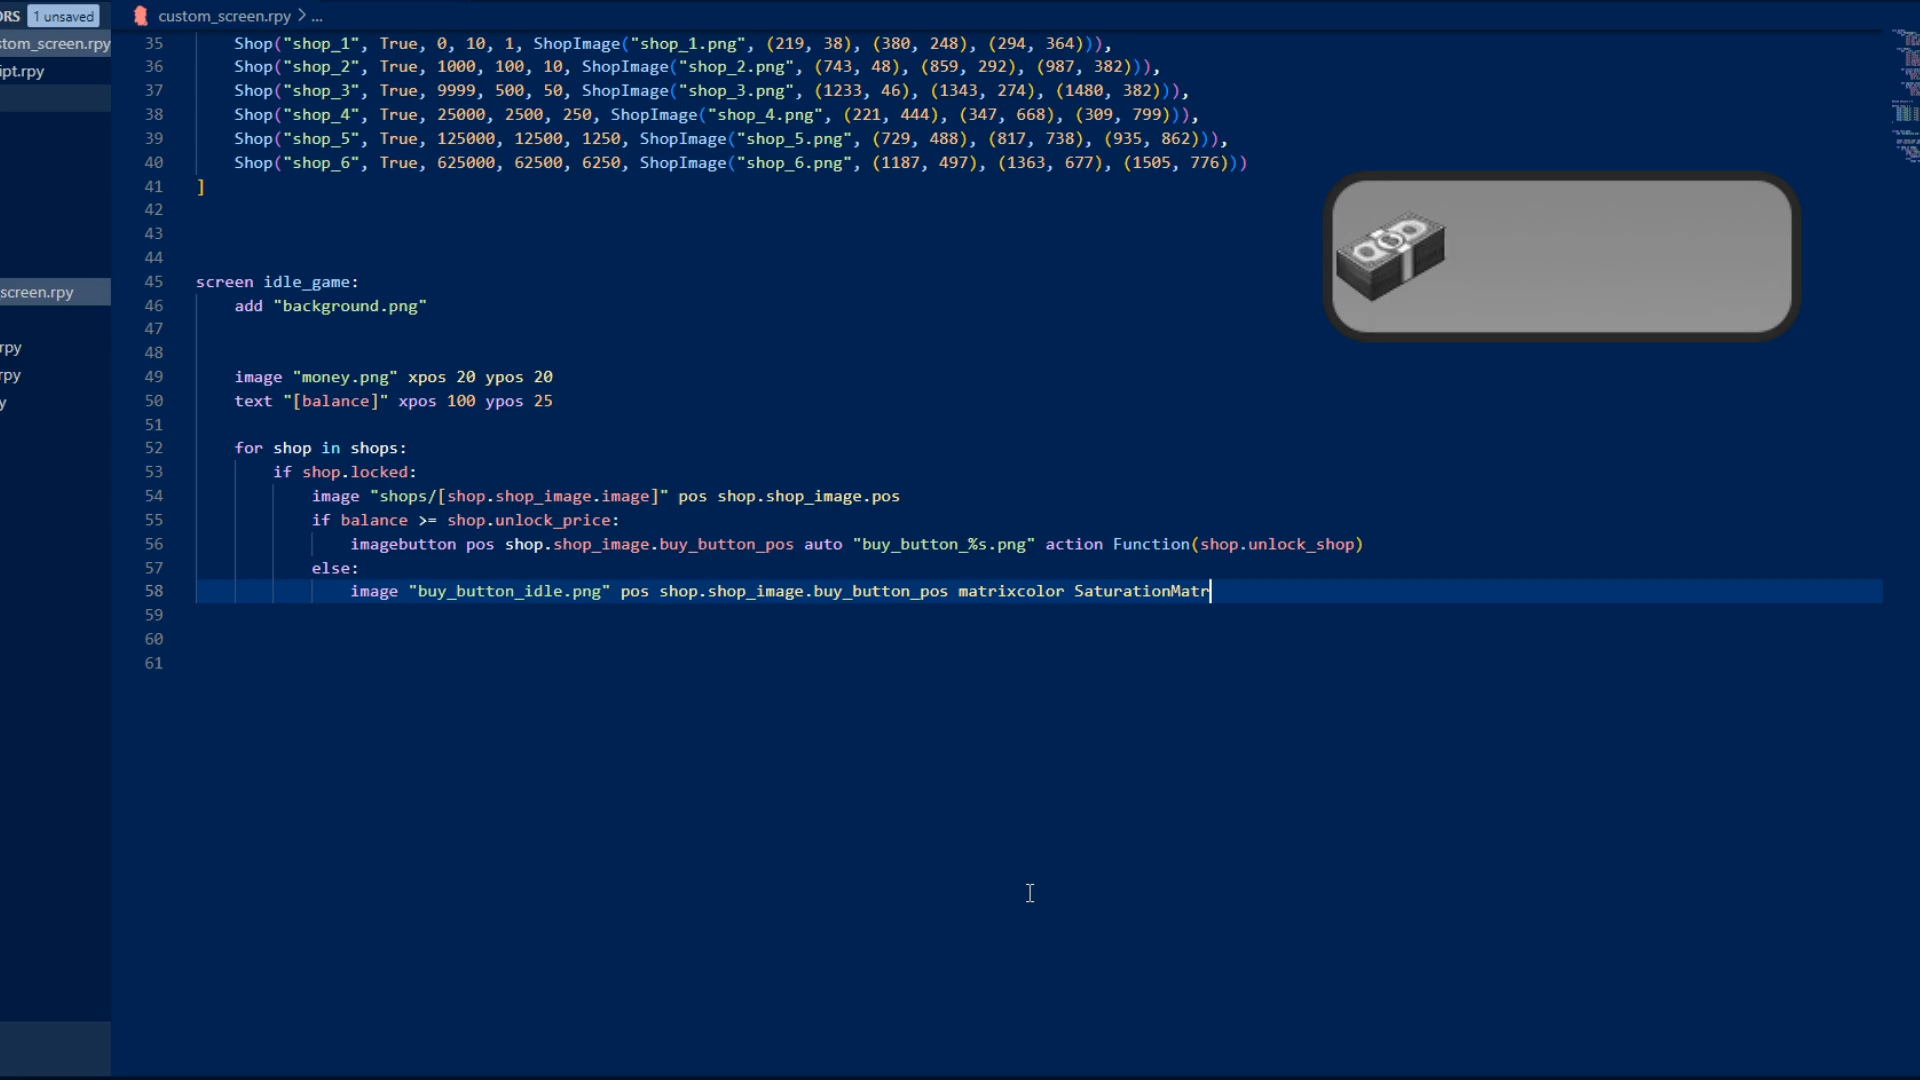 ORS 1 unsaved
custom_screen.rpy > ...
stom_screen.rpy
ipt.rpy
screen.rpy
rpy
rpy
y
35 Shop("shop_1", True, 0, 10, 1, ShopImage("shop_1.png", (219, 38), (380, 248), (294, 364))),
36 Shop("shop_2", True, 1000, 100, 10, ShopImage("shop_2.png", (743, 48), (859, 292), (987, 382))),
37 Shop("shop_3", True, 9999, 500, 50, ShopImage("shop_3.png", (1233, 46), (1343, 274), (1480, 382))),
38 Shop("shop_4", True, 25000, 2500, 250, ShopImage("shop_4.png", (221, 444), (347, 668), (309, 799))),
39 Shop("shop_5", True, 125000, 12500, 1250, ShopImage("shop_5.png", (729, 488), (817, 738), (935, 862))),
40 Shop("shop_6", True, 625000, 62500, 6250, ShopImage("shop_6.png", (1187, 497), (1363, 677), (1505, 776)))
41 ]
42
43
44
45 screen idle_game:
46 add "background.png"
47
48
49 image "money.png" xpos 20 ypos 20
50 text "[balance]" xpos 100 ypos 25
51
52 for shop in shops:
53 if shop.locked:
54 image "shops/[shop.shop_image.image]" pos shop.shop_image.pos
55 if balance >= shop.unlock_price:
56 imagebutton pos shop.shop_image.buy_button_pos auto "buy_button_%s.png" action Function(shop.unlock_shop)
57 else:
58 image "buy_button_idle.png" pos shop.shop_image.buy_button_pos matrixcolor SaturationMatr
59
60
61